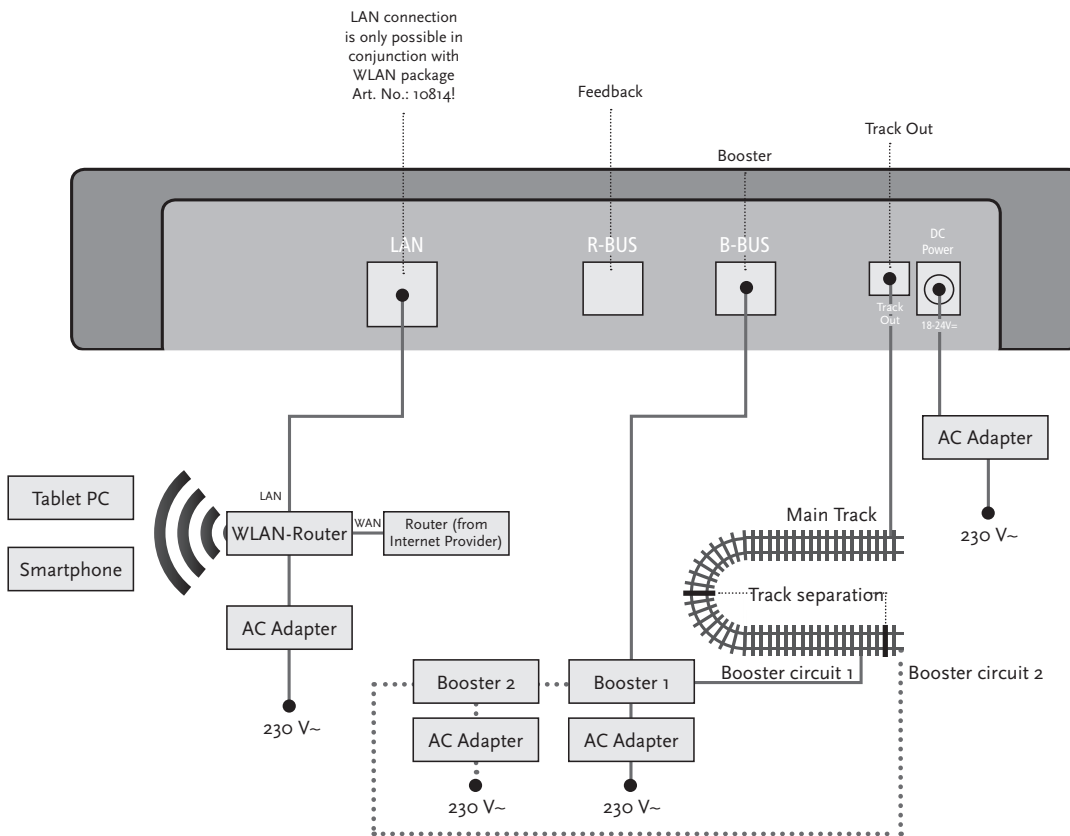 LAN connection
is only possible in
conjunction with
WLAN package
Art. No.: 10814!
Feedback
Track Out
Booster
LAN
R-BUS
B-BUS
DC
Power
Track
Out
18-24V=
AC Adapter
230 V~
Tablet PC
Smartphone
LAN
WLAN-Router
WAN
Router (from
Internet Provider)
AC Adapter
230 V~
Main Track
Track separation
Booster circuit 1
Booster circuit 2
Booster 2
Booster 1
AC Adapter
AC Adapter
230 V~
230 V~